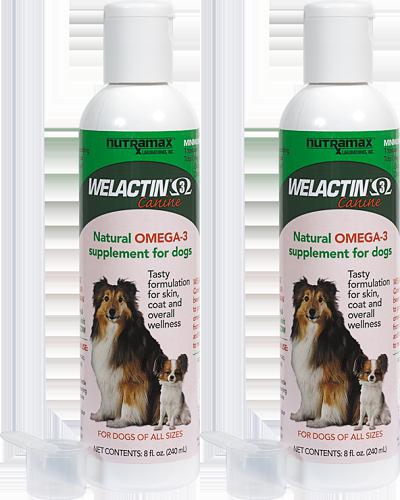 nutramax
LABORATORIES, INC.
WELACTIN 3
Canine
Natural OMEGA-3
supplement for dogs
Tasty
formulation
for skin,
coat and
overall
wellness
FOR DOGS OF ALL SIZES
NET CONTENTS: 8 fl. oz. (240 mL)
nutramax
LABORATORIES, INC.
WELACTIN 3
Canine
Natural OMEGA-3
supplement for dogs
Tasty
formulation
for skin,
coat and
overall
wellness
FOR DOGS OF ALL SIZES
NET CONTENTS: 8 fl. oz. (240 mL)